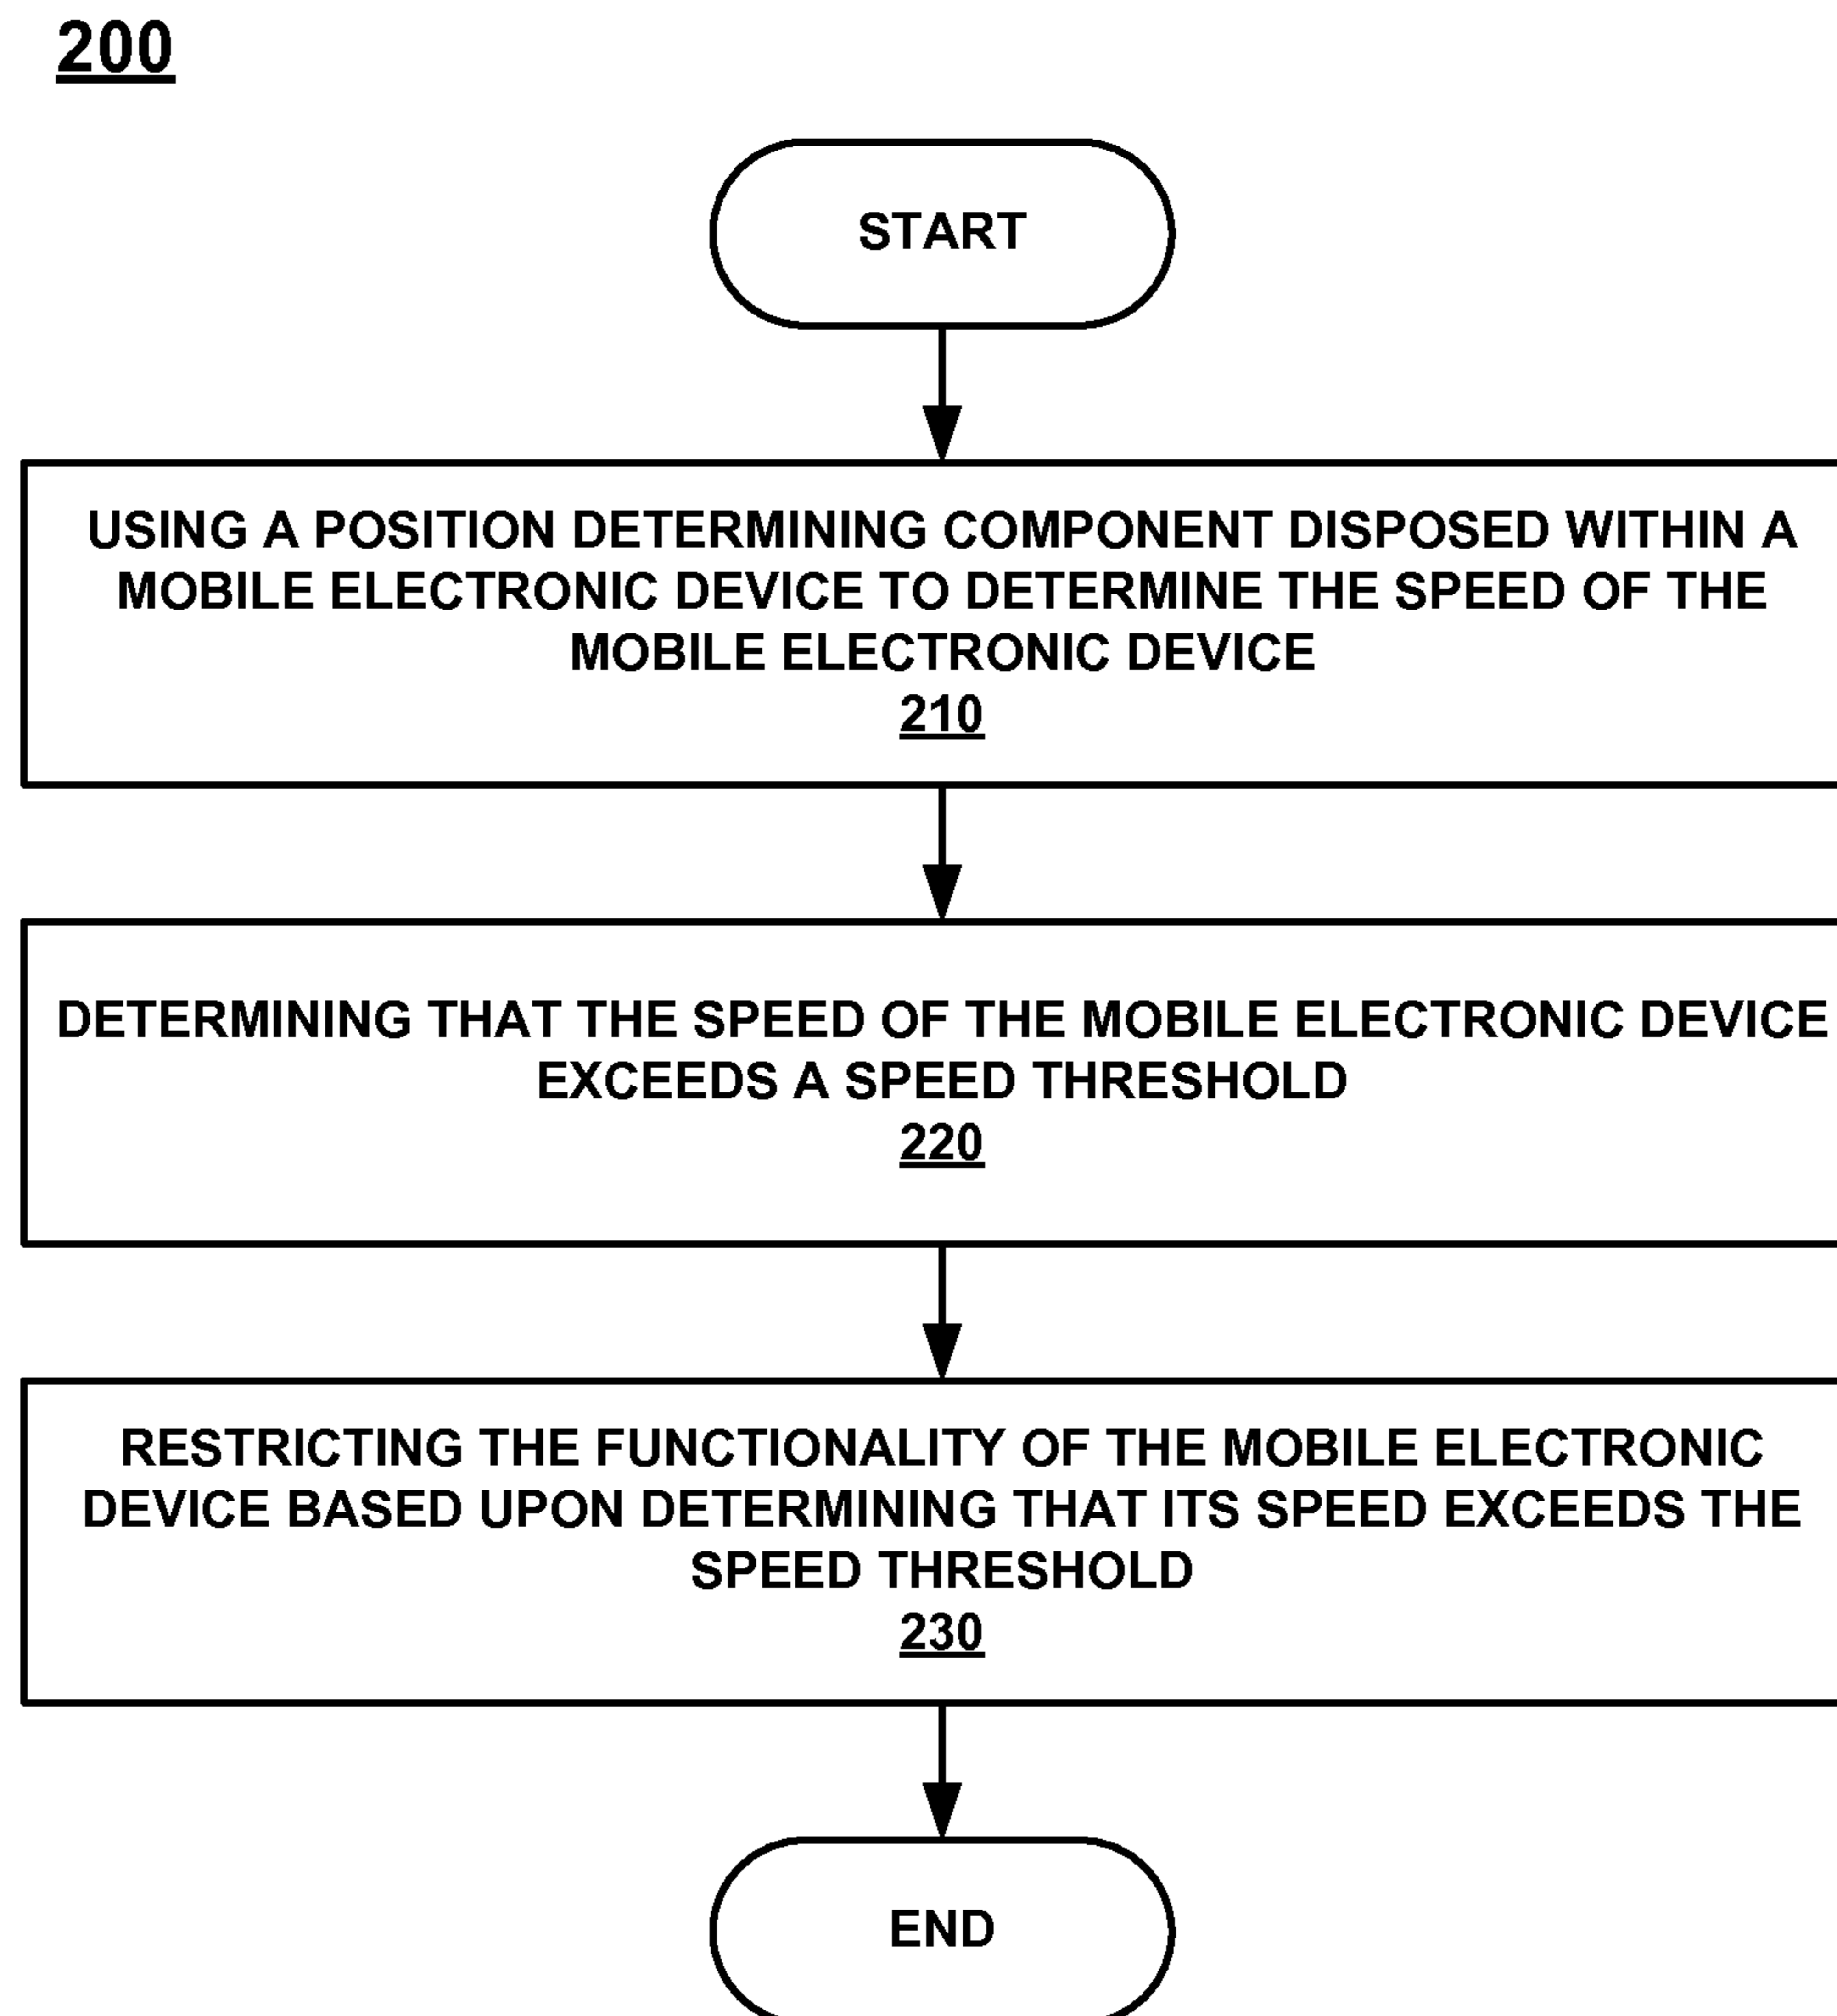 200
START
USING A POSITION DETERMINING COMPONENT DISPOSED WITHIN A
MOBILE ELECTRONIC DEVICE TO DETERMINE THE SPEED OF THE
MOBILE ELECTRONIC DEVICE
210
DETERMINING THAT THE SPEED OF THE MOBILE ELECTRONIC DEVICE
EXCEEDS A SPEED THRESHOLD
220
RESTRICTING THE FUNCTIONALITY OF THE MOBILE ELECTRONIC
DEVICE BASED UPON DETERMINING THAT ITS SPEED EXCEEDS THE
SPEED THRESHOLD
230
END